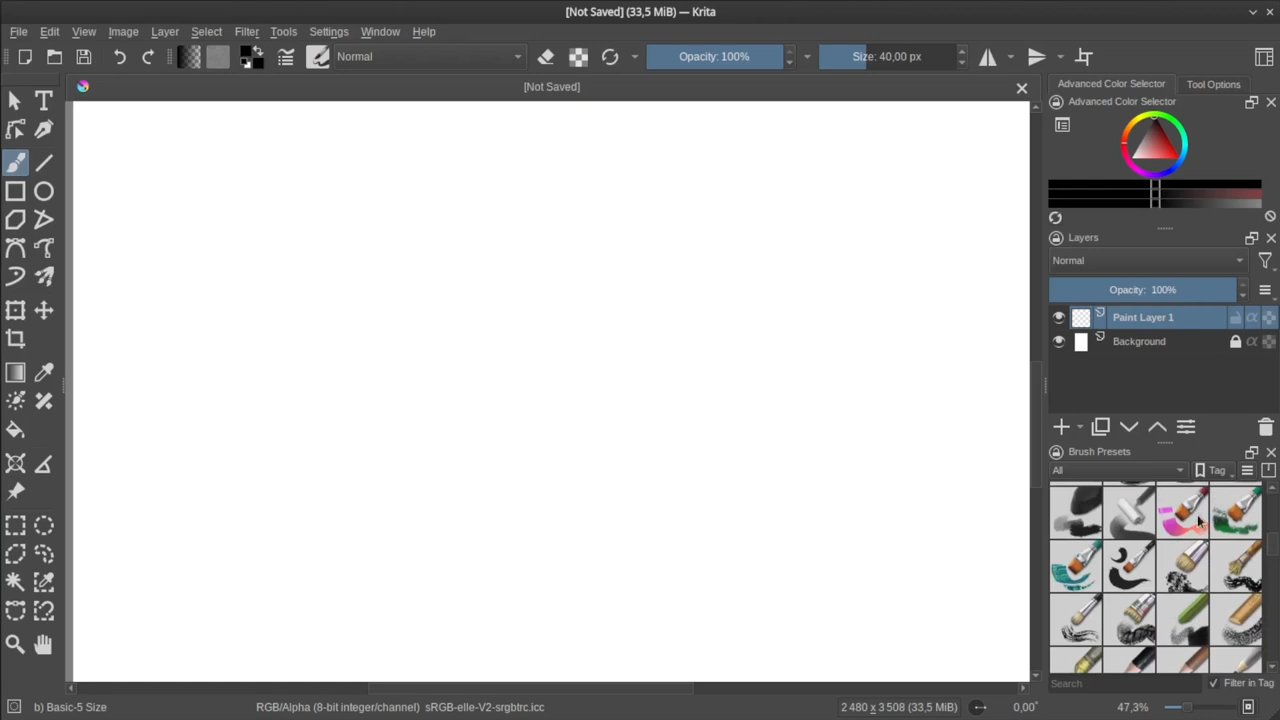 [Not Saved] (33,5 MiB) — Krita
File Edit View Image Layer Select Filter Tools Settings Window Help
Normal Opacity: 100% Size: 40,00 px
[Not Saved]
Advanced Color Selector Tool Options
Advanced Color Selector
Layers
Normal
Opacity: 100%
Paint Layer 1
Background
Brush Presets
All Tag
Search Filter in Tag
b) Basic-5 Size RGB/Alpha (8-bit integer/channel) sRGB-elle-V2-srgbtrc.icc 2 480 x 3 508 (33,5 MiB) 0,00° 47,3%